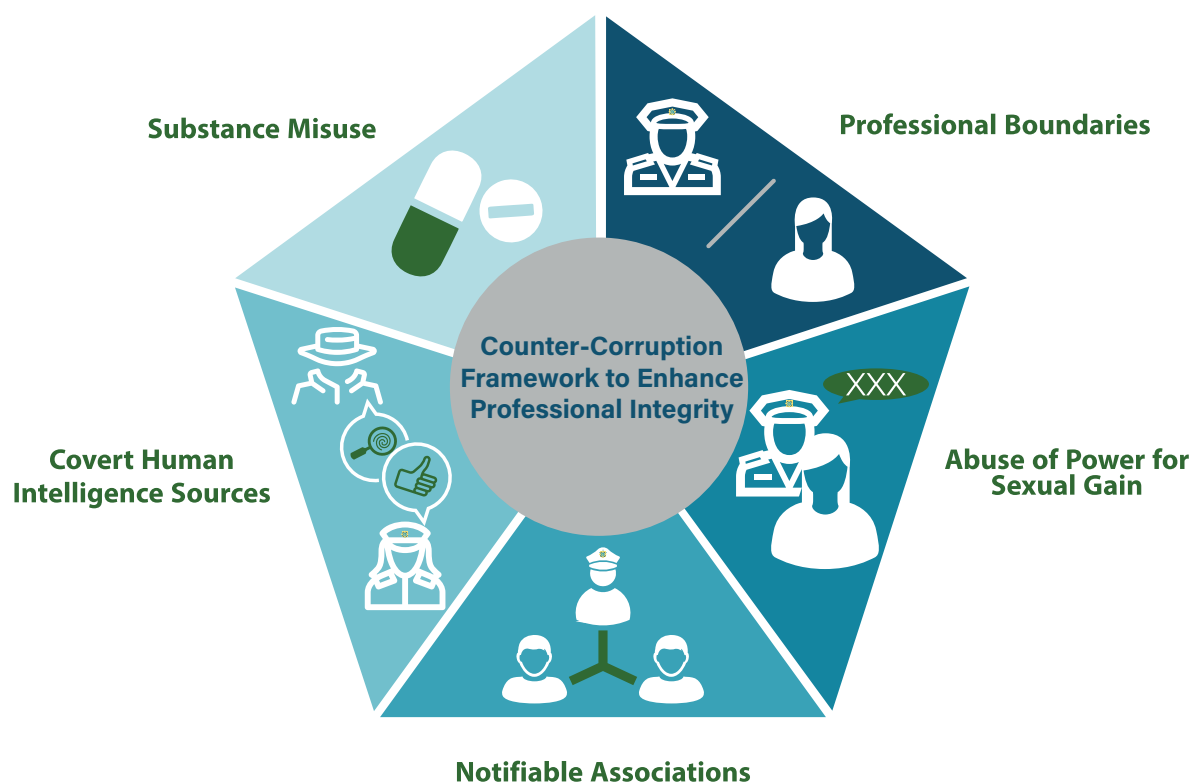 Substance Misuse
Professional Boundaries
Counter-Corruption
Framework to Enhance
Professional Integrity
XXX
Covert Human
Intelligence Sources
Abuse of Power for
Sexual Gain
Notifiable Associations